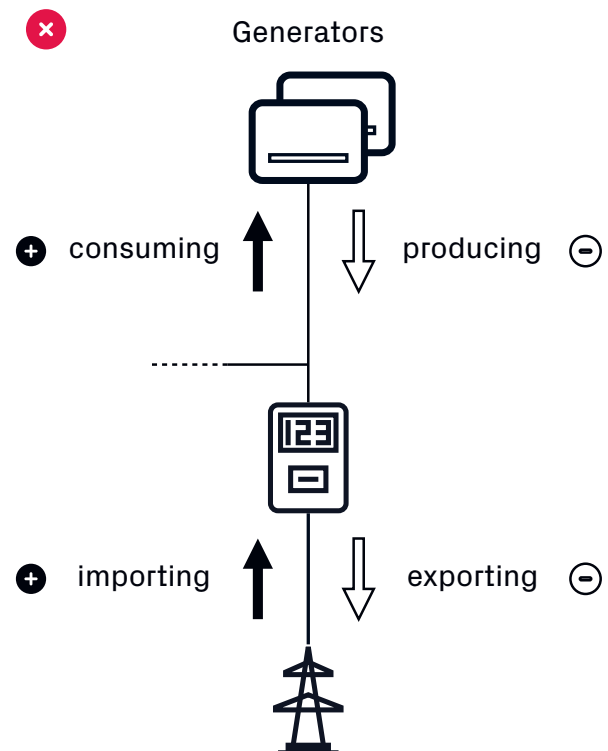 Generators
+ consuming producing -
123
+ importing exporting -